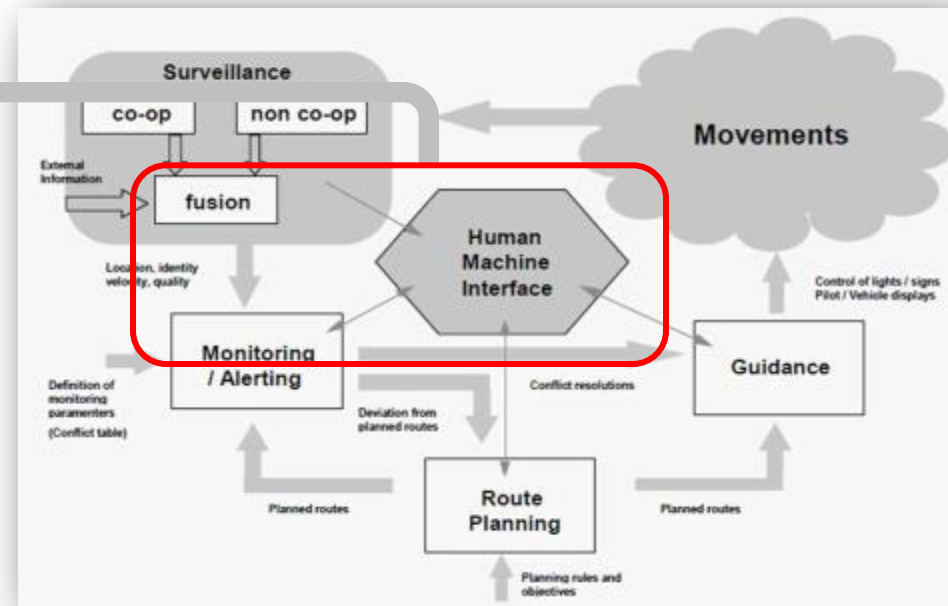 Surveillance
co-op
non co-op
Movements
External
Information
fusion
Human
Machine
Interface
Location, identity
velocity, quality
Control of lights / signs
Pilot / Vehicle displays
Monitoring
/ Alerting
Guidance
Definition of
monitoring
paramenters
(Conflict table)
Conflict resolutions
Deviation from
planned routes
Planned routes
Route
Planning
Planned routes
Planning rules and
objectives